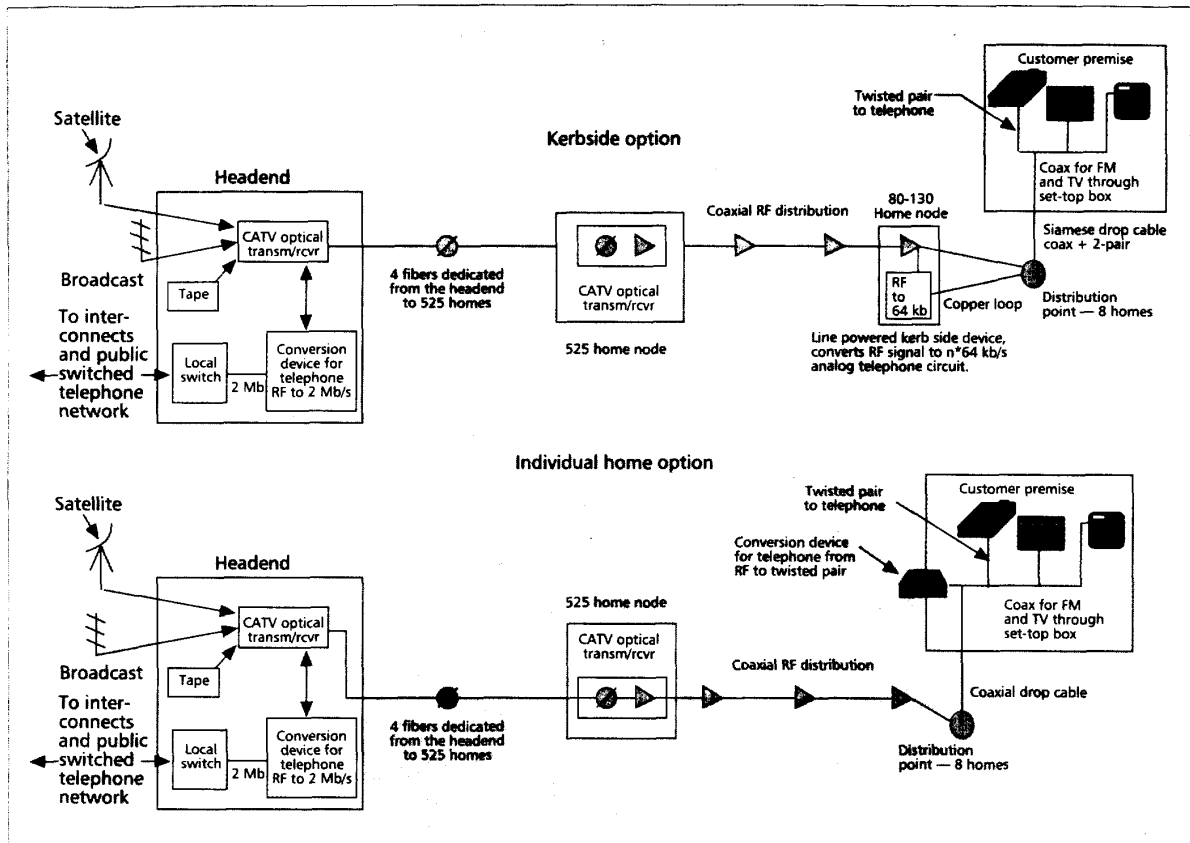 Kerbside option
Satellite
Headend
CATV optical
transm/rcvr
Broadcast
Tape
To inter-
connects
and public
switched
telephone
network
Local
switch
2 Mb
Conversion
device for
telephone
RF to 2 Mb/s
4 fibers dedicated
from the headend
to 525 homes
CATV optical
transm/rcvr
525 home node
Coaxial RF distribution
80-130
Home node
RF
to
64 kb
Copper loop
Line powered kerb side device,
converts RF signal to n*64 kb/s
analog telephone circuit.
Customer premise
Twisted pair
to telephone
Coax for FM
and TV through
set-top box
Siamese drop cable
coax + 2-pair
Distribution
point — 8 homes
Individual home option
Satellite
Headend
CATV optical
transm/rcvr
Broadcast
Tape
To inter-
connects
and public
switched
telephone
network
Local
switch
2 Mb
Conversion
device for
telephone
RF to 2 Mb/s
4 fibers dedicated
from the headend
to 525 homes
525 home node
CATV optical
transm/rcvr
Coaxial RF distribution
Customer premise
Twisted pair
to telephone
Conversion device
for telephone from
RF to twisted pair
Coax for FM
and TV through
set-top box
Coaxial drop cable
Distribution
point — 8 homes